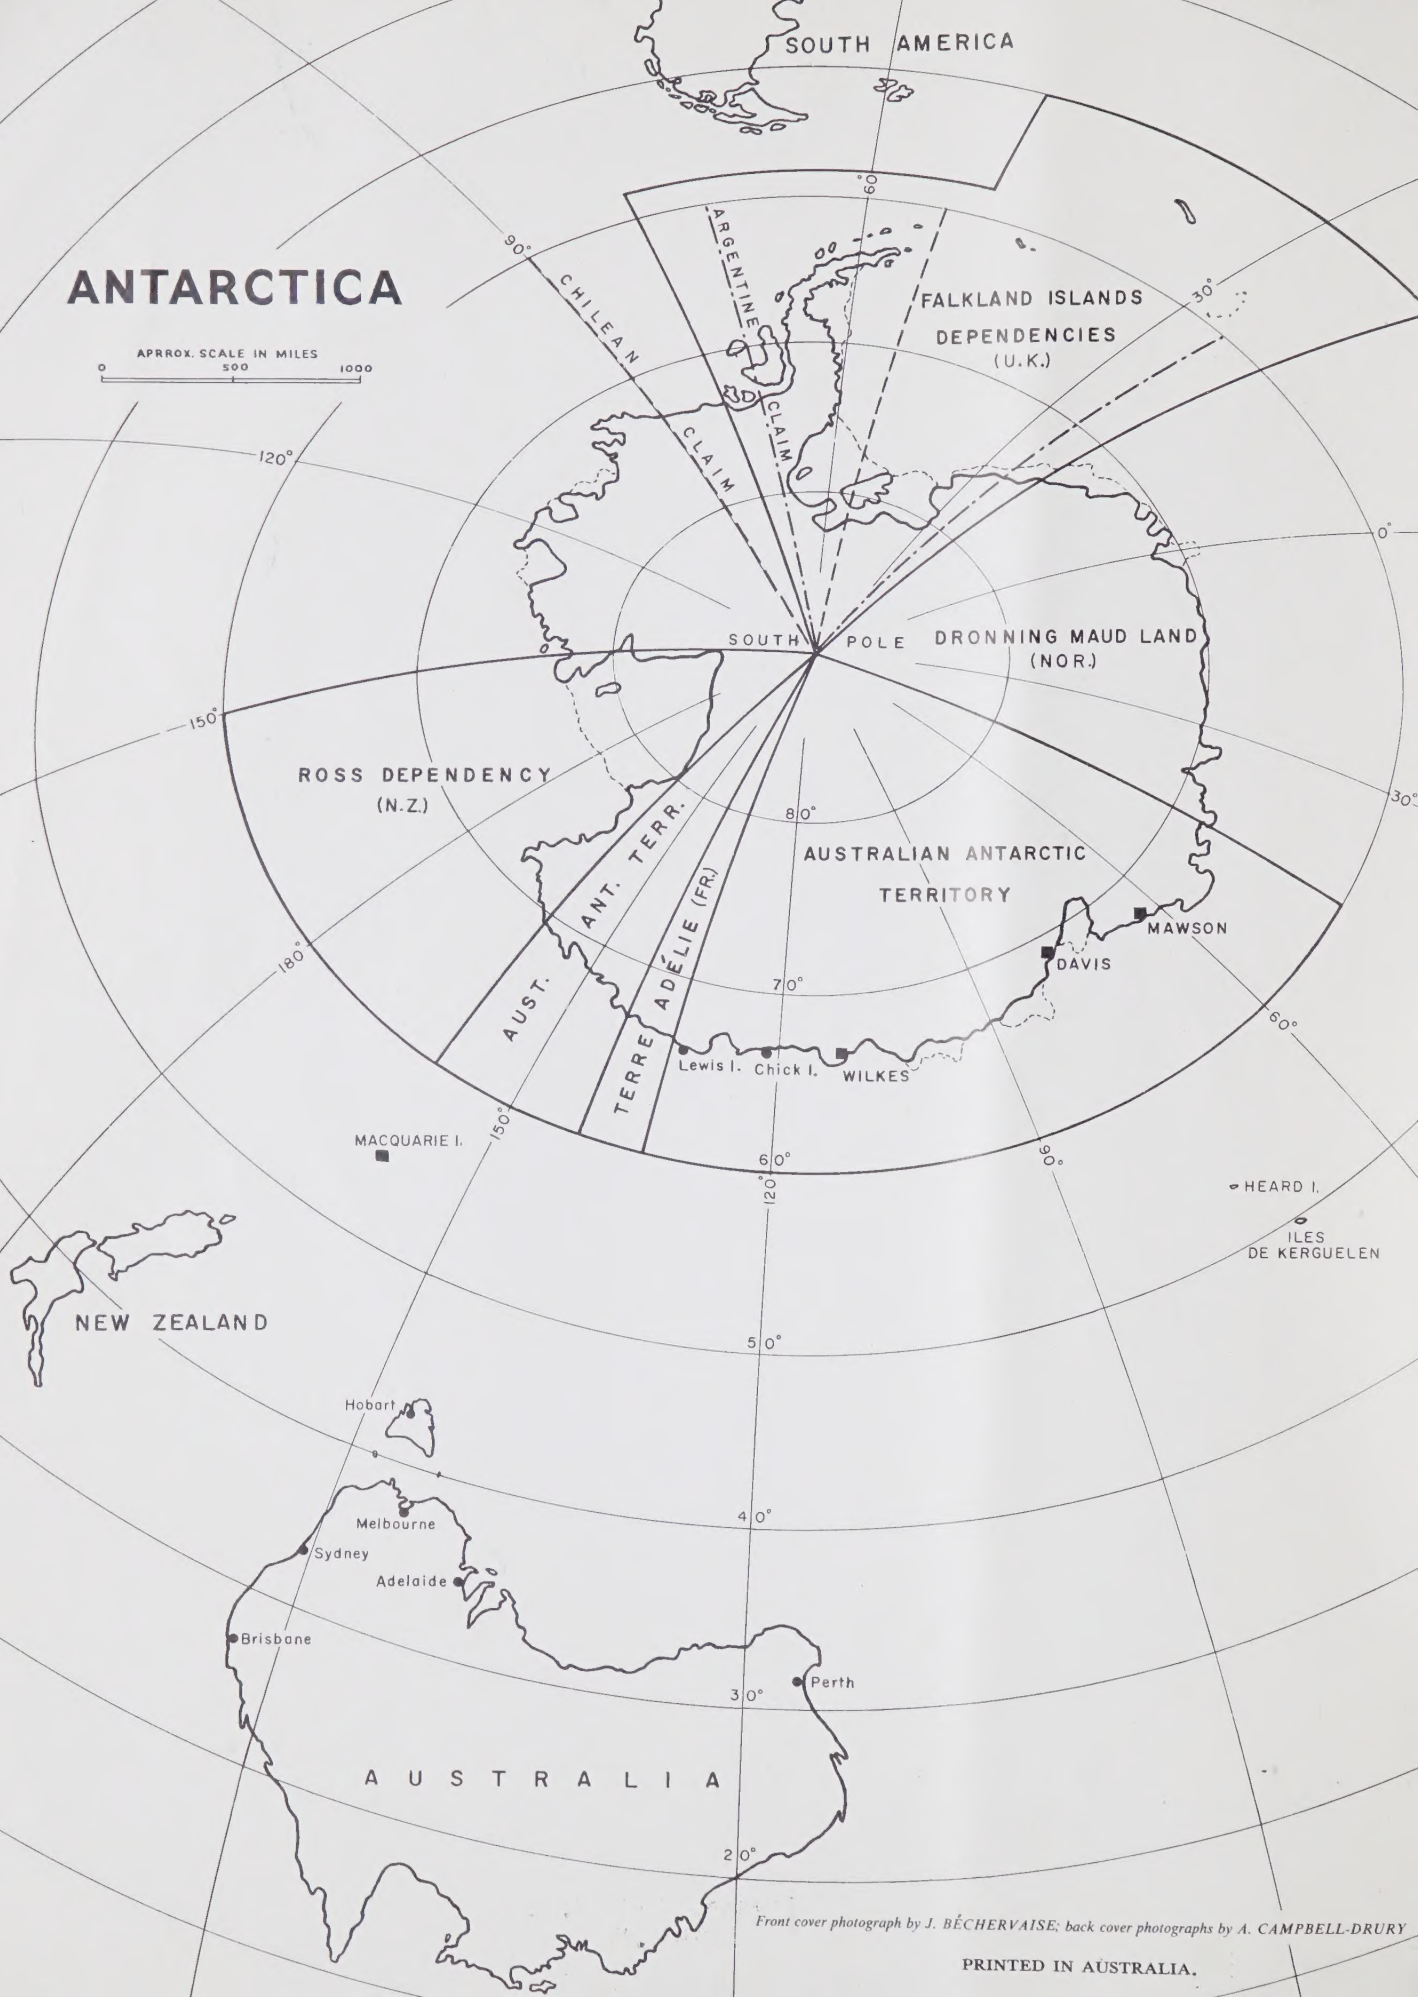 SOUTH AMERICA
60°
90°
ANTARCTICA
APRROX. SCALE IN MILES
0 500 1000
CHILEAN CLAIM
ARGENTINE CLAIM
FALKLAND ISLANDS
DEPENDENCIES
(U.K.)
30°
120°
0°
SOUTH POLE
DRONNING MAUD LAND
(NOR.)
150°
ROSS DEPENDENCY
(N.Z.)
30°
80°
AUSTRALIAN ANTARCTIC
TERRITORY
AUST. ANT. TERR.
TERRE ADÉLIE (FR.)
MAWSON
DAVIS
180°
70°
60°
Lewis I.
Chick I.
WILKES
150°
MACQUARIE I.
60°
120°
90°
HEARD I.
ILES
DE KERGUELEN
NEW ZEALAND
50°
Hobart
40°
Melbourne
Sydney
Adelaide
Brisbane
30°
Perth
AUSTRALIA
20°
Front cover photograph by J. BÉCHERVAISE; back cover photographs by A. CAMPBELL-DRURY
PRINTED IN AUSTRALIA.